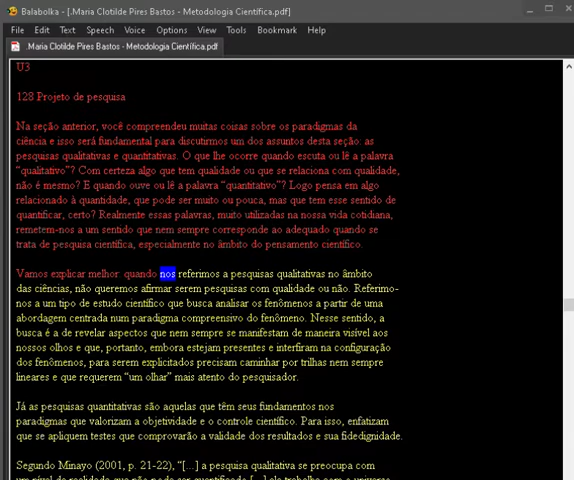 Balabolka - [.Maria Clotilde Pires Bastos - Metodologia Científica.pdf]
File Edit Text Speech Voice Options View Tools Bookmark Help
.Maria Clotilde Pires Bastos - Metodologia Científica.pdf
U3
128 Projeto de pesquisa
Na seção anterior, você compreendeu muitas coisas sobre os paradigmas da
ciência e isso será fundamental para discutirmos um dos assuntos desta seção: as
pesquisas qualitativas e quantitativas. O que lhe ocorre quando escuta ou lê a palavra
“qualitativo”? Com certeza algo que tem qualidade ou que se relaciona com qualidade,
não é mesmo? E quando ouve ou lê a palavra “quantitativo”? Logo pensa em algo
relacionado à quantidade, que pode ser muito ou pouca, mas que tem esse sentido de
quantificar, certo? Realmente essas palavras, muito utilizadas na nossa vida cotidiana,
remetem-nos a um sentido que nem sempre corresponde ao adequado quando se
trata de pesquisa científica, especialmente no âmbito do pensamento científico.
Vamos explicar melhor: quando nos referimos a pesquisas qualitativas no âmbito
das ciências, não queremos afirmar serem pesquisas com qualidade ou não. Referimo-
nos a um tipo de estudo científico que busca analisar os fenômenos a partir de uma
abordagem centrada num paradigma compreensivo do fenômeno. Nesse sentido, a
busca é a de revelar aspectos que nem sempre se manifestam de maneira visível aos
nossos olhos e que, portanto, embora estejam presentes e interfiram na configuração
dos fenômenos, para serem explicitados precisam caminhar por trilhas nem sempre
lineares e que requerem “um olhar” mais atento do pesquisador.
Já as pesquisas quantitativas são aquelas que têm seus fundamentos nos
paradigmas que valorizam a objetividade e o controle científico. Para isso, enfatizam
que se apliquem testes que comprovarão a validade dos resultados e sua fidedignidade.
Segundo Minayo (2001, p. 21-22), “[...] a pesquisa qualitativa se preocupa com
um nível de realidade que não pode ser quantificado [...] ela trabalha com o universo